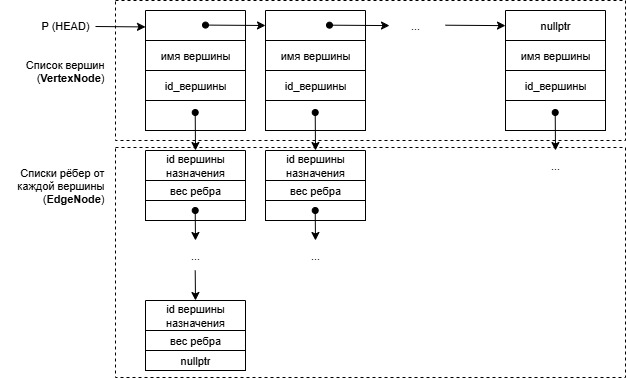 P (HEAD)
...
nullptr
Список вершин
(VertexNode)
имя вершины
имя вершины
имя вершины
id_вершины
id_вершины
id_вершины
Списки рёбер от
каждой вершины
(EdgeNode)
id вершины
назначения
вес ребра
id вершины
назначения
вес ребра
...
...
...
id вершины
назначения
вес ребра
nullptr